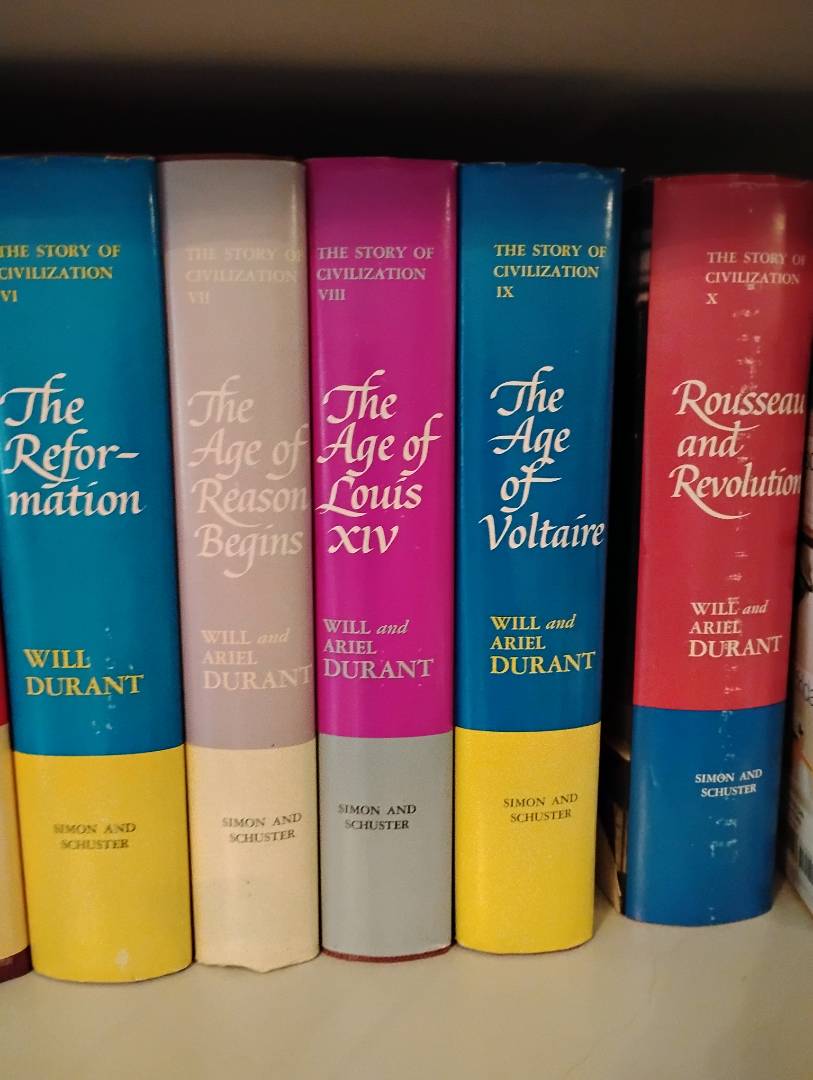 THE STORY OF
CIVILIZATION
VI
The
Refor-
mation
WILL
DURANT
SIMON AND
SCHUSTER
THE STORY OF
CIVILIZATION
VII
The
Age of
Reason
Begins
WILL and
ARIEL
DURANT
SIMON AND
SCHUSTER
THE STORY OF
CIVILIZATION
VIII
The
Age of
Louis
XIV
WILL and
ARIEL
DURANT
SIMON AND
SCHUSTER
THE STORY OF
CIVILIZATION
IX
The
Age
of
Voltaire
WILL and
ARIEL
DURANT
SIMON AND
SCHUSTER
THE STORY OF
CIVILIZATION
X
Rousseau
and
Revolution
WILL and
ARIEL
DURANT
SIMON AND
SCHUSTER